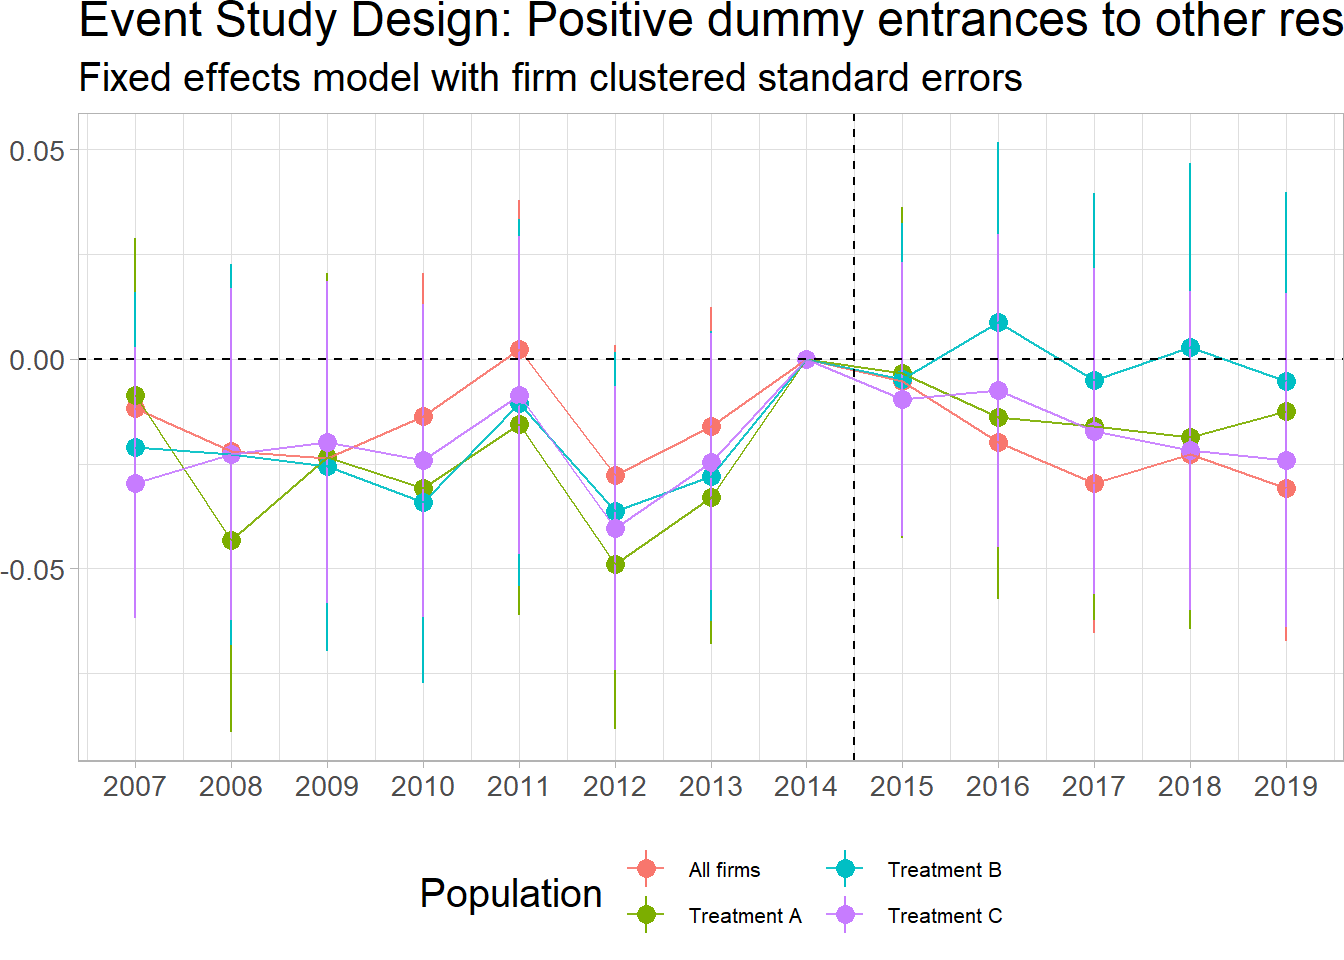 Event Study Design: Positive dummy entrances to other res
Fixed effects model with firm clustered standard errors
0.05
0.00
-0.05
2007 2008 2009 2010 2011 2012 2013 2014 2015 2016 2017 2018 2019
Population
All firms
Treatment A
Treatment B
Treatment C